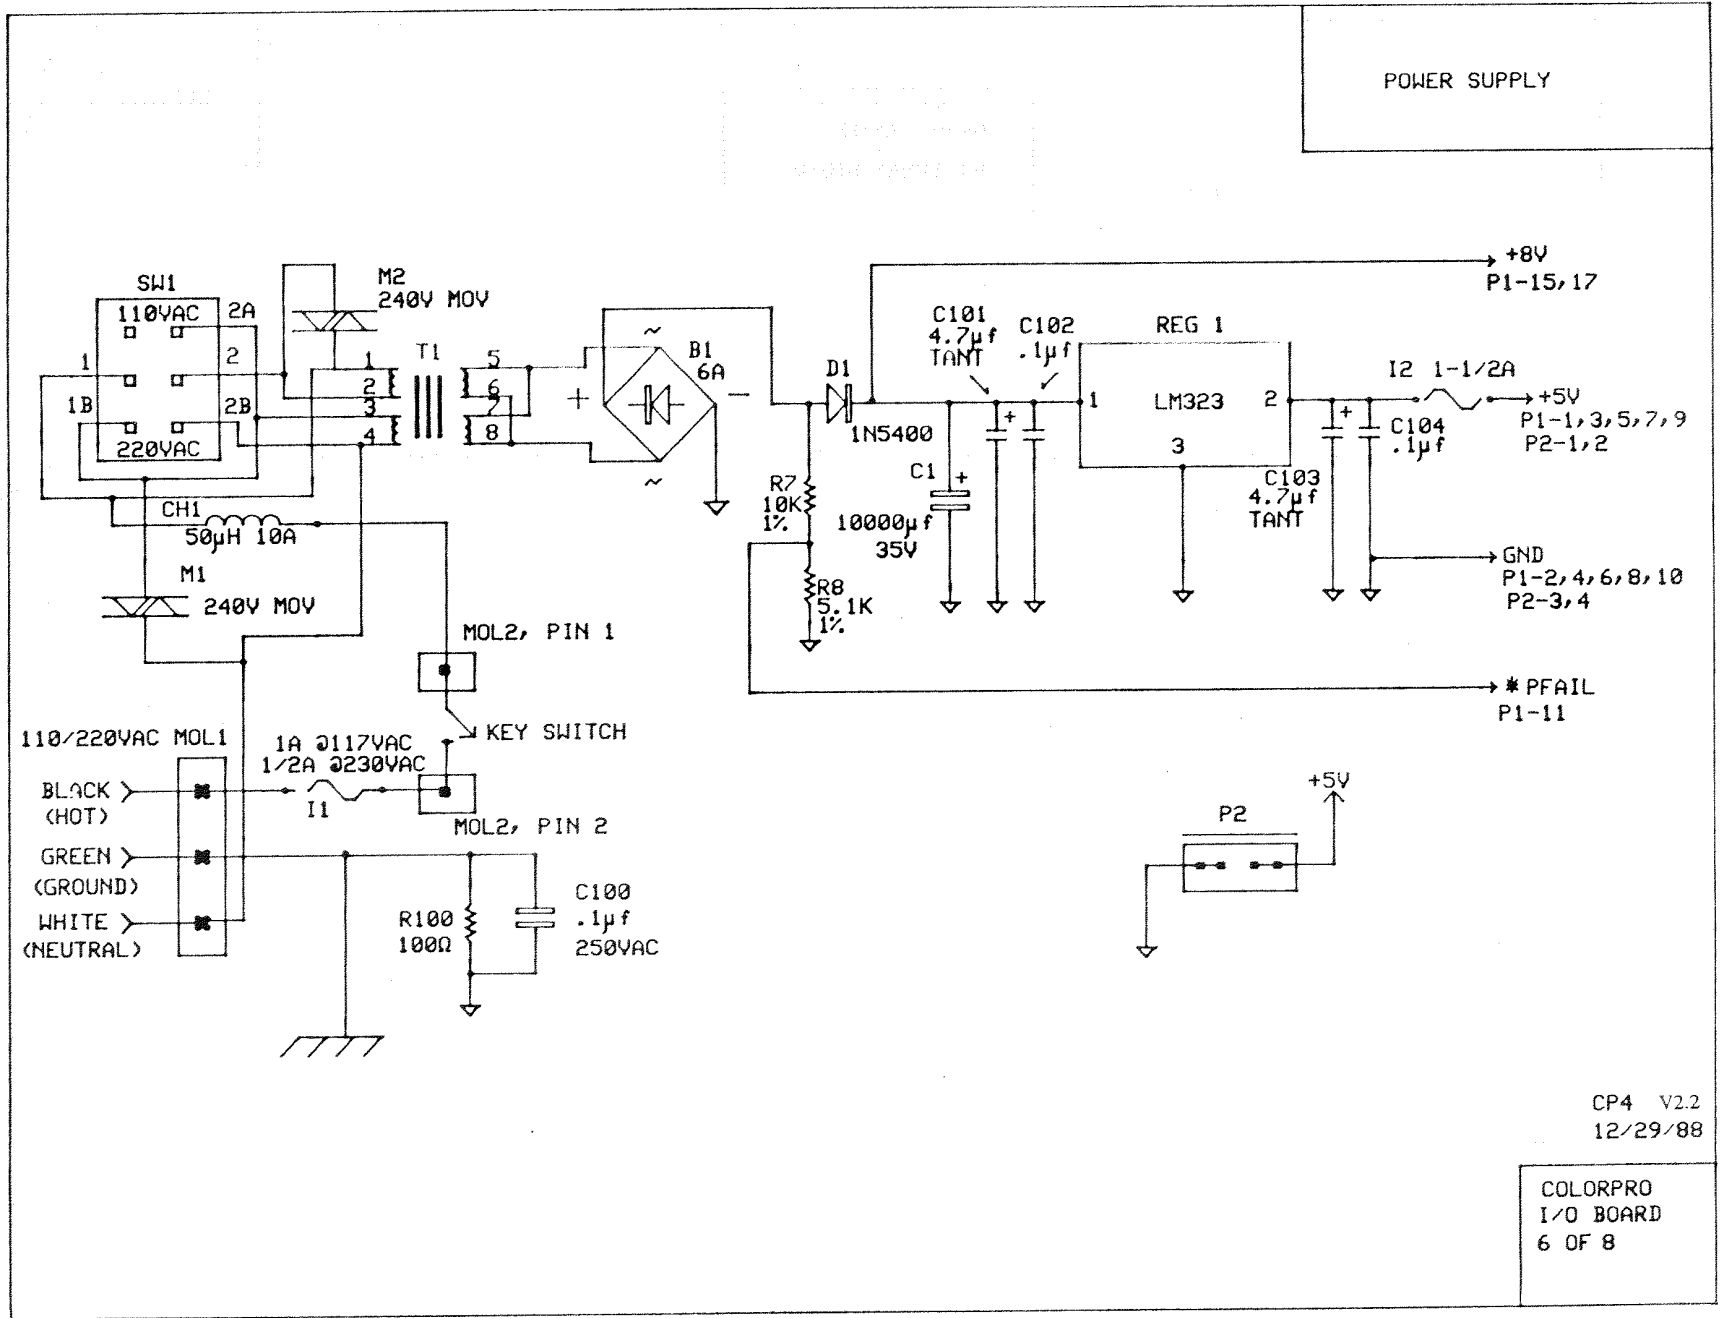 POWER SUPPLY
+8V
P1-15,17
SW1
110VAC
2A
1
2
1B
2B
220VAC
M2
240V MOV
T1
1
2
3
4
5
6
7
8
~
B1
6A
+
-
~
D1
1N5400
C101
4.7µf
TANT
C102
.1µf
+
REG 1
1
LM323
2
3
I2 1-1/2A
+5V
P1-1,3,5,7,9
P2-1,2
+
C104
.1µf
C103
4.7µf
TANT
C1
+
10000µf
35V
R7
10K
1%
R8
5.1K
1%
CH1
50µH 10A
M1
240V MOV
GND
P1-2,4,6,8,10
P2-3,4
MOL2, PIN 1
* PFAIL
P1-11
KEY SWITCH
110/220VAC MOL1
1A @117VAC
1/2A @230VAC
I1
MOL2, PIN 2
BLACK
(HOT)
GREEN
(GROUND)
WHITE
(NEUTRAL)
R100
100Ω
C100
.1µf
250VAC
+5V
P2
CP4 V2.2
12/29/88
COLORPRO
I/O BOARD
6 OF 8